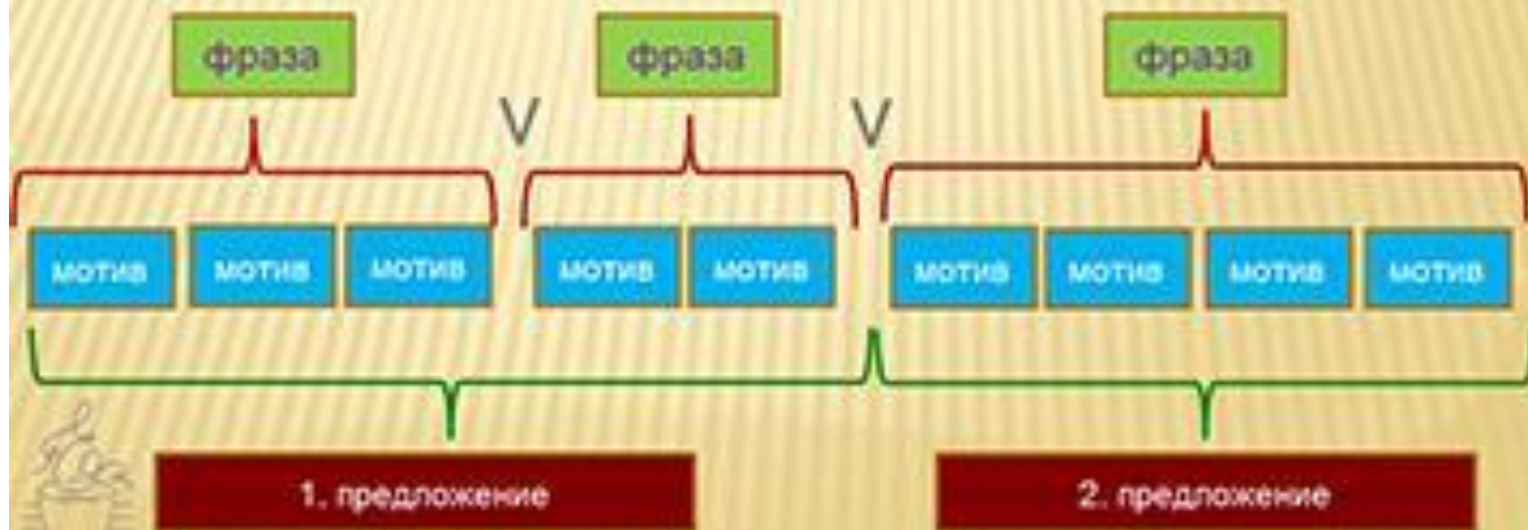 фраза фраза фраза
V V
мотив мотив мотив мотив мотив мотив мотив мотив мотив
1. предложение 2. предложение